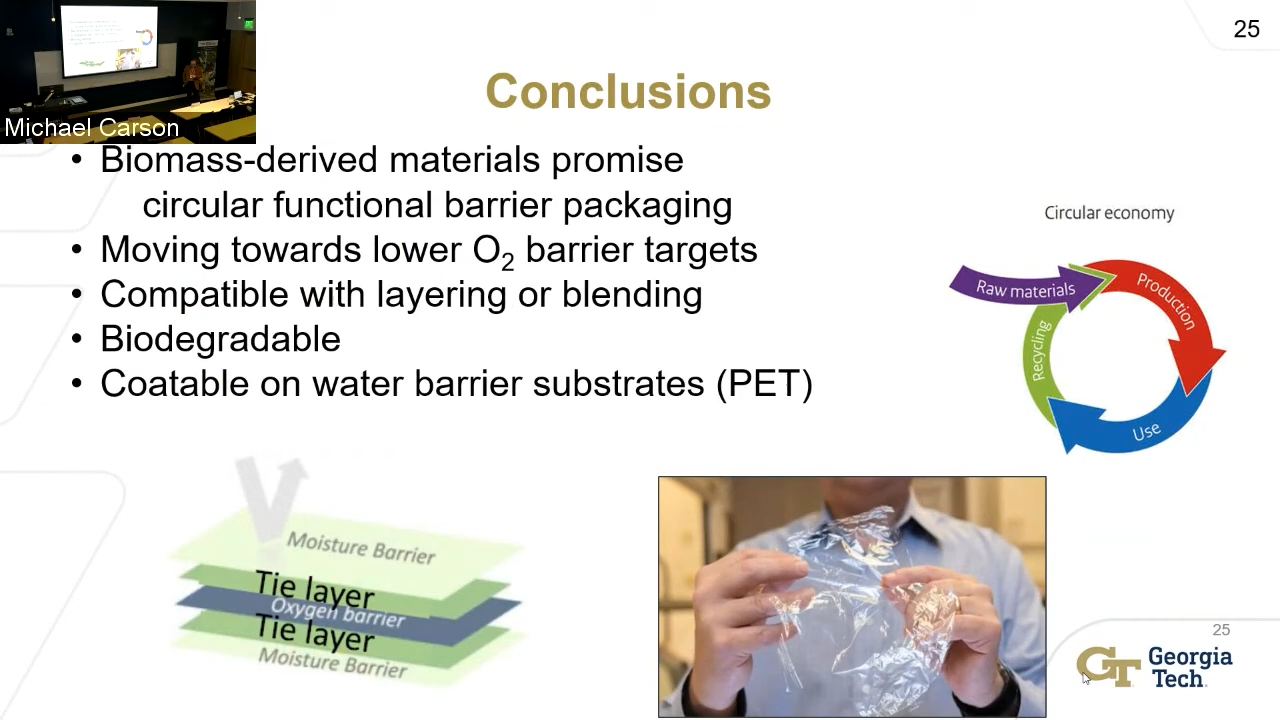 25
Michael Carson
Conclusions
• Biomass-derived materials promise
circular functional barrier packaging
• Moving towards lower O2 barrier targets
• Compatible with layering or blending
• Biodegradable
• Coatable on water barrier substrates (PET)
Circular economy
Raw materials
Production
Use
Recycling
Moisture Barrier
Tie layer
Oxygen barrier
Tie layer
Moisture Barrier
25
GT Georgia
Tech